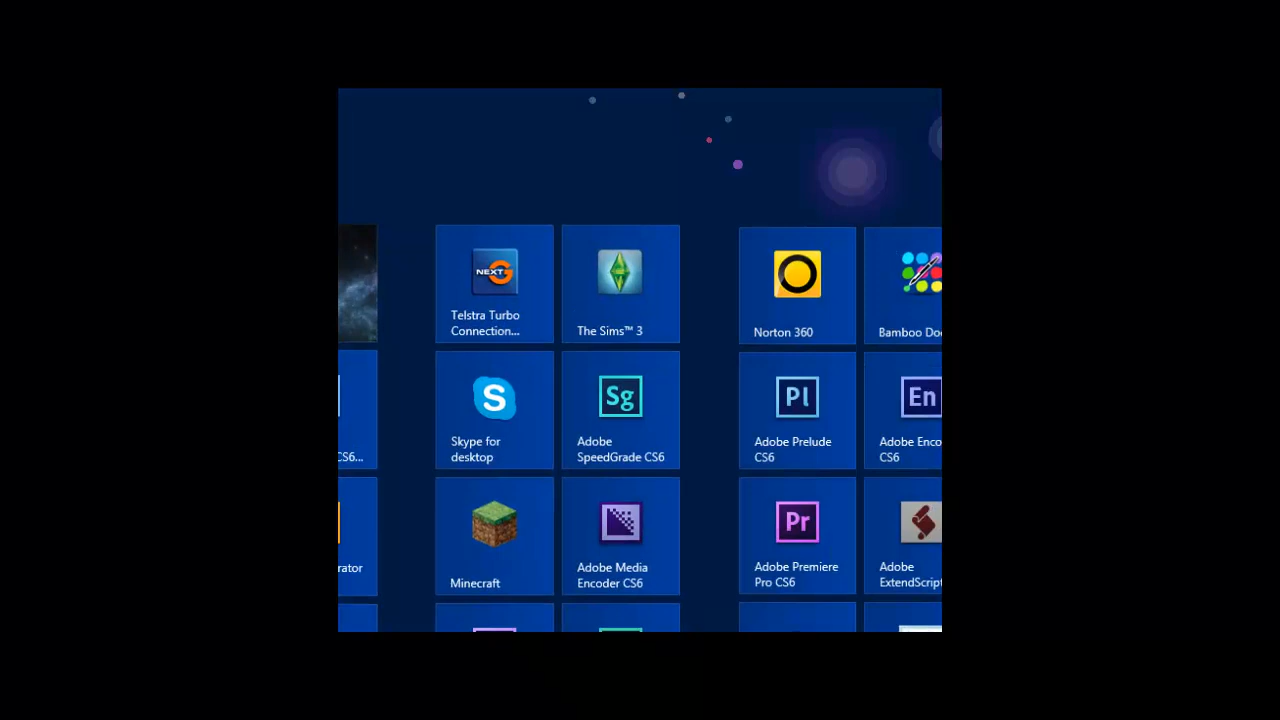 NEXT G
Telstra Turbo
Connection...
The Sims™ 3
Norton 360
Bamboo Do
S
Skype for
desktop
Sg
Adobe
SpeedGrade CS6
Pl
Adobe Prelude
CS6
En
Adobe Enco
CS6
CS6...
Minecraft
Adobe Media
Encoder CS6
Pr
Adobe Premiere
Pro CS6
Adobe
ExtendScript
rator